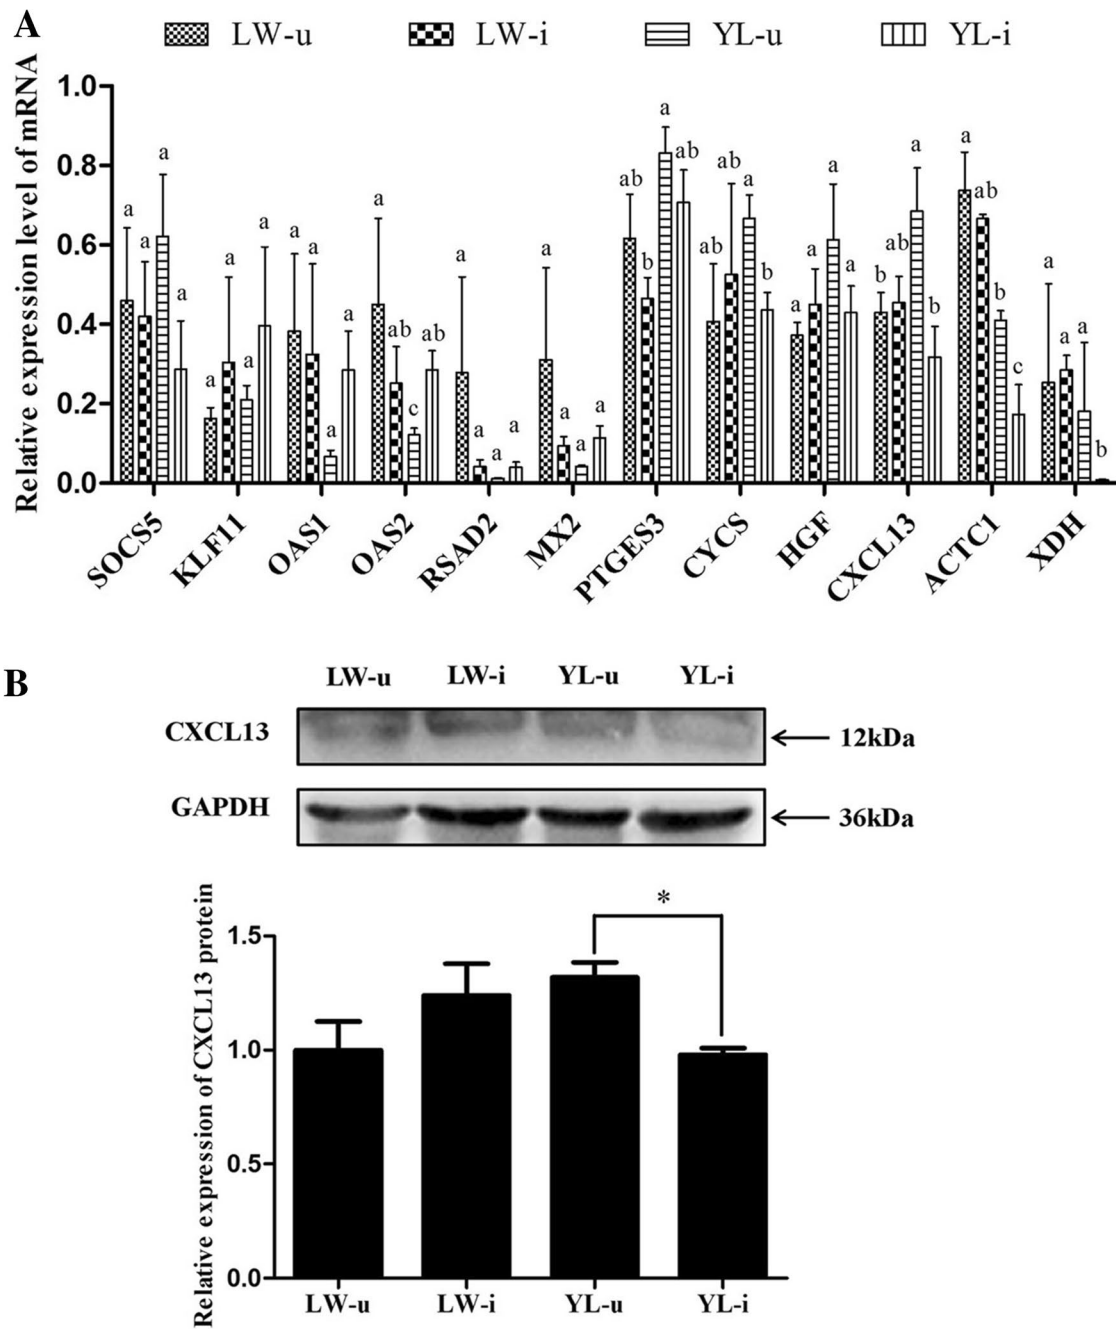 A
LW-u LW-i YL-u YL-i
Relative expression level of mRNA
1.0
0.8
0.6
0.4
0.2
0.0
a a a a
a a a a
a a a a
a ab c ab
a a a a
a a a a
ab b a ab
ab ab a b
a a a a
b ab a b
a ab b c
a a a b
SOCS5 KLF11 OAS1 OAS2 RSAD2 MX2 PTGES3 CYCS HGF CXCL13 ACTC1 XDH
B
LW-u LW-i YL-u YL-i
CXCL13 12kDa
GAPDH 36kDa
Relative expression of CXCL13 protein
*
1.5
1.0
0.5
0.0
LW-u LW-i YL-u YL-i